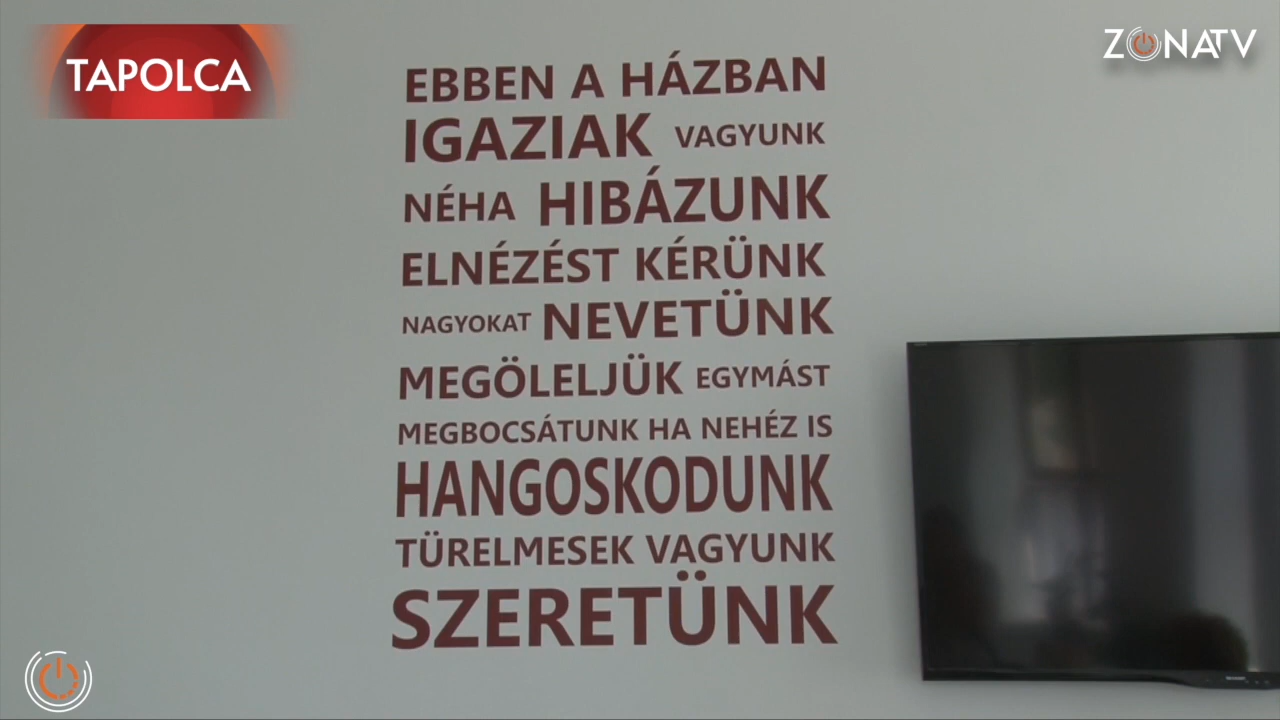 TAPOLCA
ZONATV
EBBEN A HÁZBAN
IGAZIAK VAGYUNK
NÉHA HIBÁZUNK
ELNÉZÉST KÉRÜNK
NAGYOKAT NEVETÜNK
MEGÖLELJÜK EGYMÁST
MEGBOCSÁTUNK HA NEHÉZ IS
HANGOSKODUNK
TÜRELMESEK VAGYUNK
SZERETÜNK